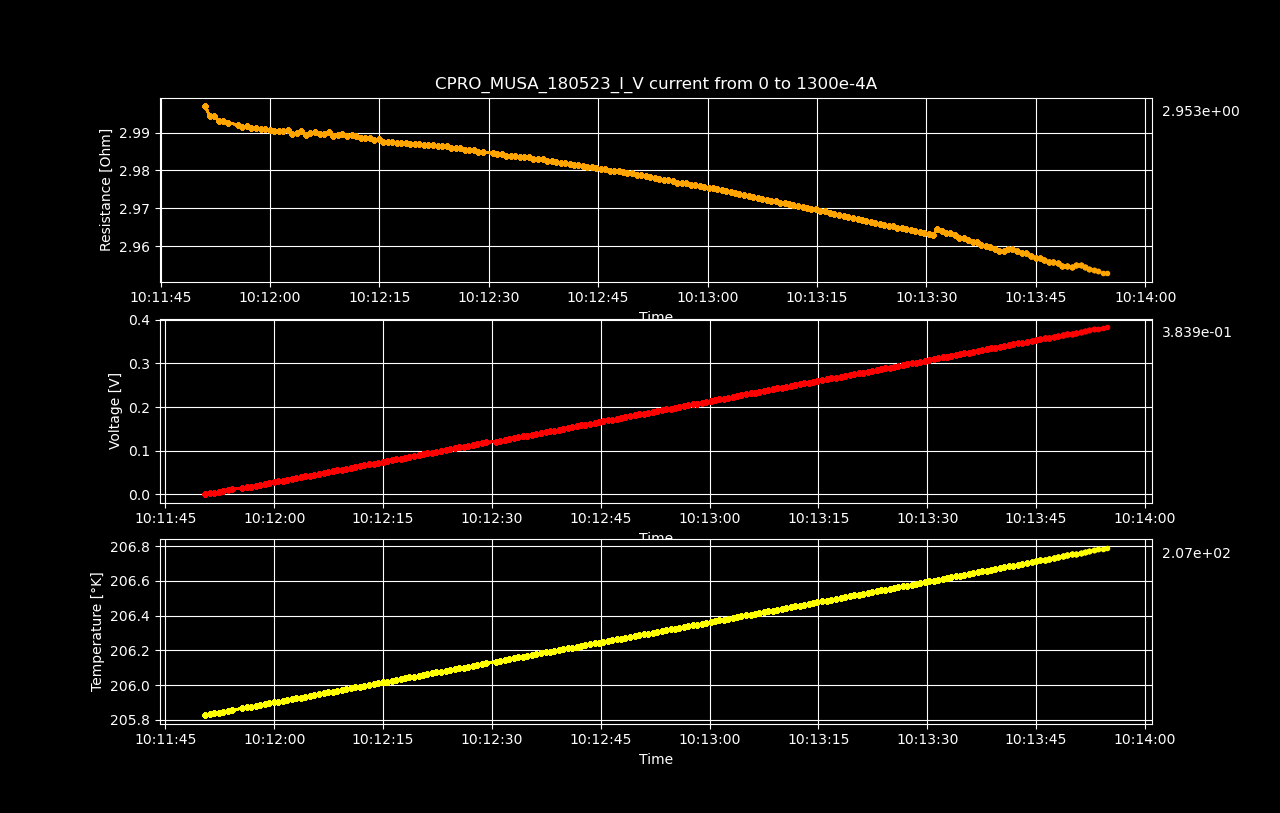 CPRO_MUSA_180523_I_V current from 0 to 1300e-4A
2.953e+00
Resistance [Ohm]
2.99
2.98
2.97
2.96
10:11:45 10:12:00 10:12:15 10:12:30 10:12:45 10:13:00 10:13:15 10:13:30 10:13:45 10:14:00
Time
3.839e-01
Voltage [V]
0.4
0.3
0.2
0.1
0.0
10:11:45 10:12:00 10:12:15 10:12:30 10:12:45 10:13:00 10:13:15 10:13:30 10:13:45 10:14:00
Time
2.07e+02
Temperature [°K]
206.8
206.6
206.4
206.2
206.0
205.8
10:11:45 10:12:00 10:12:15 10:12:30 10:12:45 10:13:00 10:13:15 10:13:30 10:13:45 10:14:00
Time